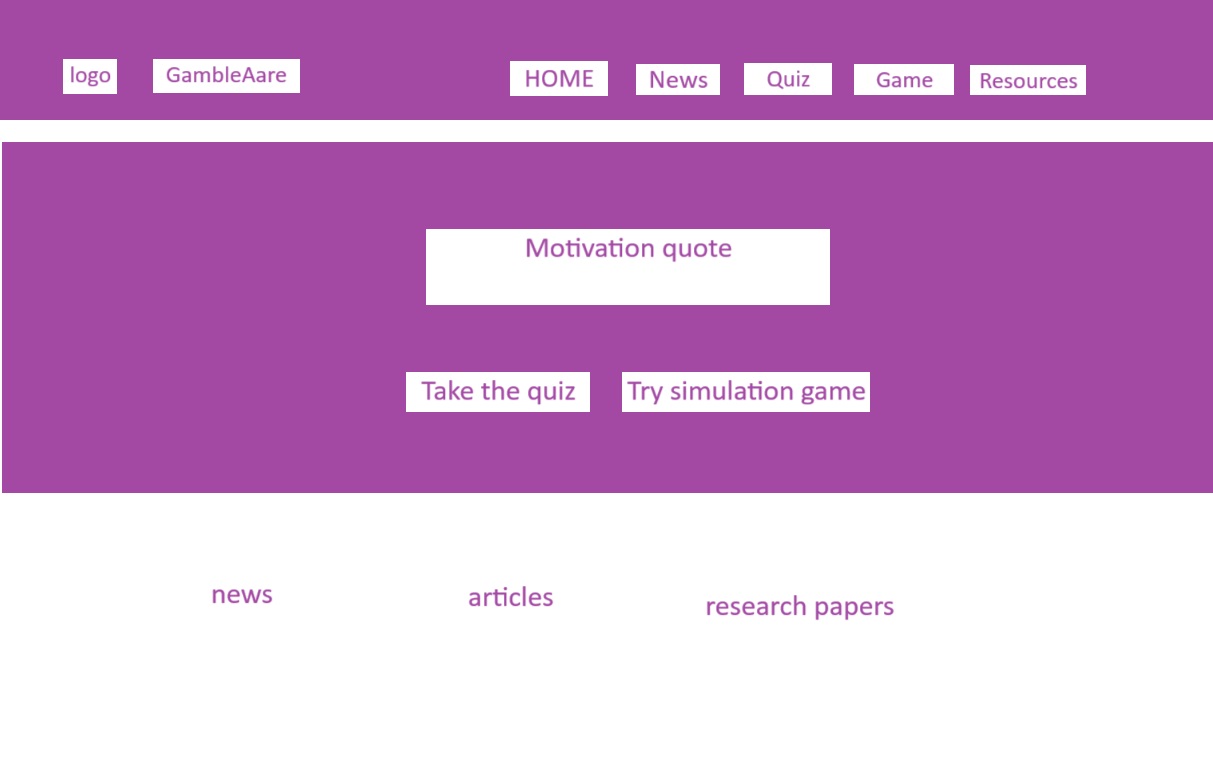 logo
GambleAare
HOME
News
Quiz
Game
Resources
Motivation quote
Take the quiz
Try simulation game
news
articles
research papers